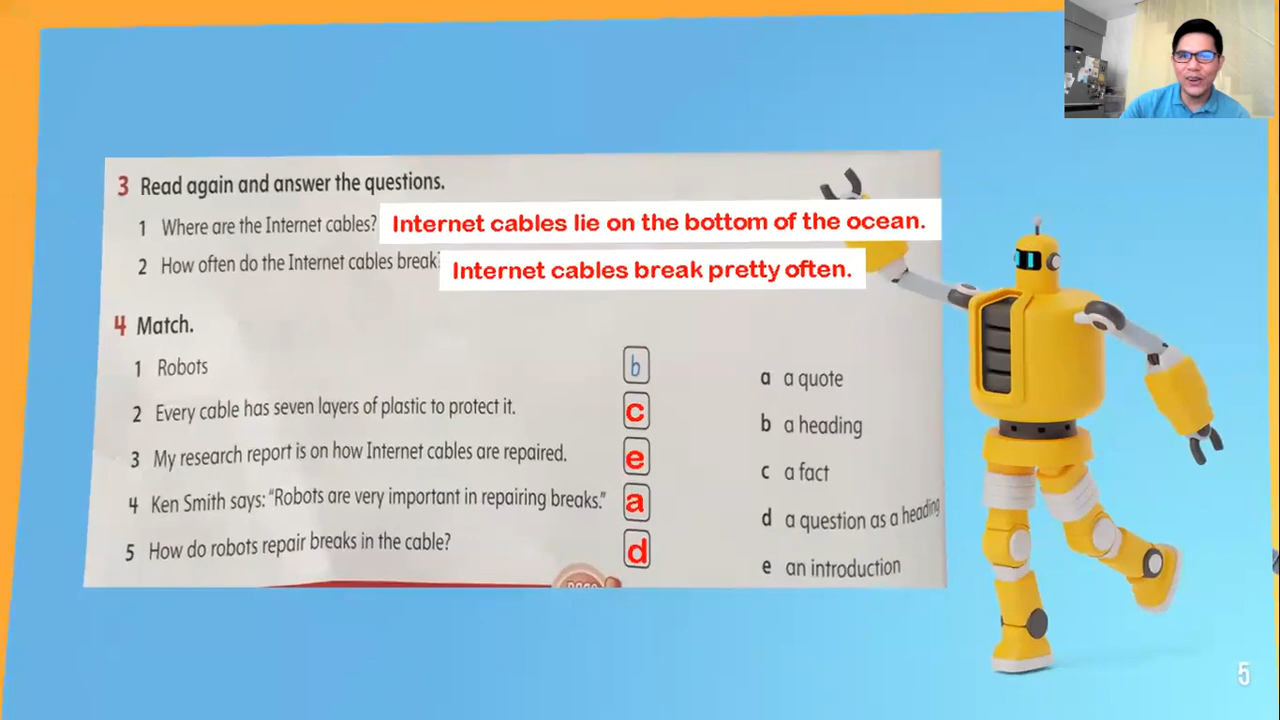 3 Read again and answer the questions.
1 Where are the Internet cables? Internet cables lie on the bottom of the ocean.
2 How often do the Internet cables break Internet cables break pretty often.
4 Match.
1 Robots b
2 Every cable has seven layers of plastic to protect it. c
3 My research report is on how Internet cables are repaired. e
4 Ken Smith says: "Robots are very important in repairing breaks." a
5 How do robots repair breaks in the cable? d
a a quote
b a heading
c a fact
d a question as a heading
e an introduction
5